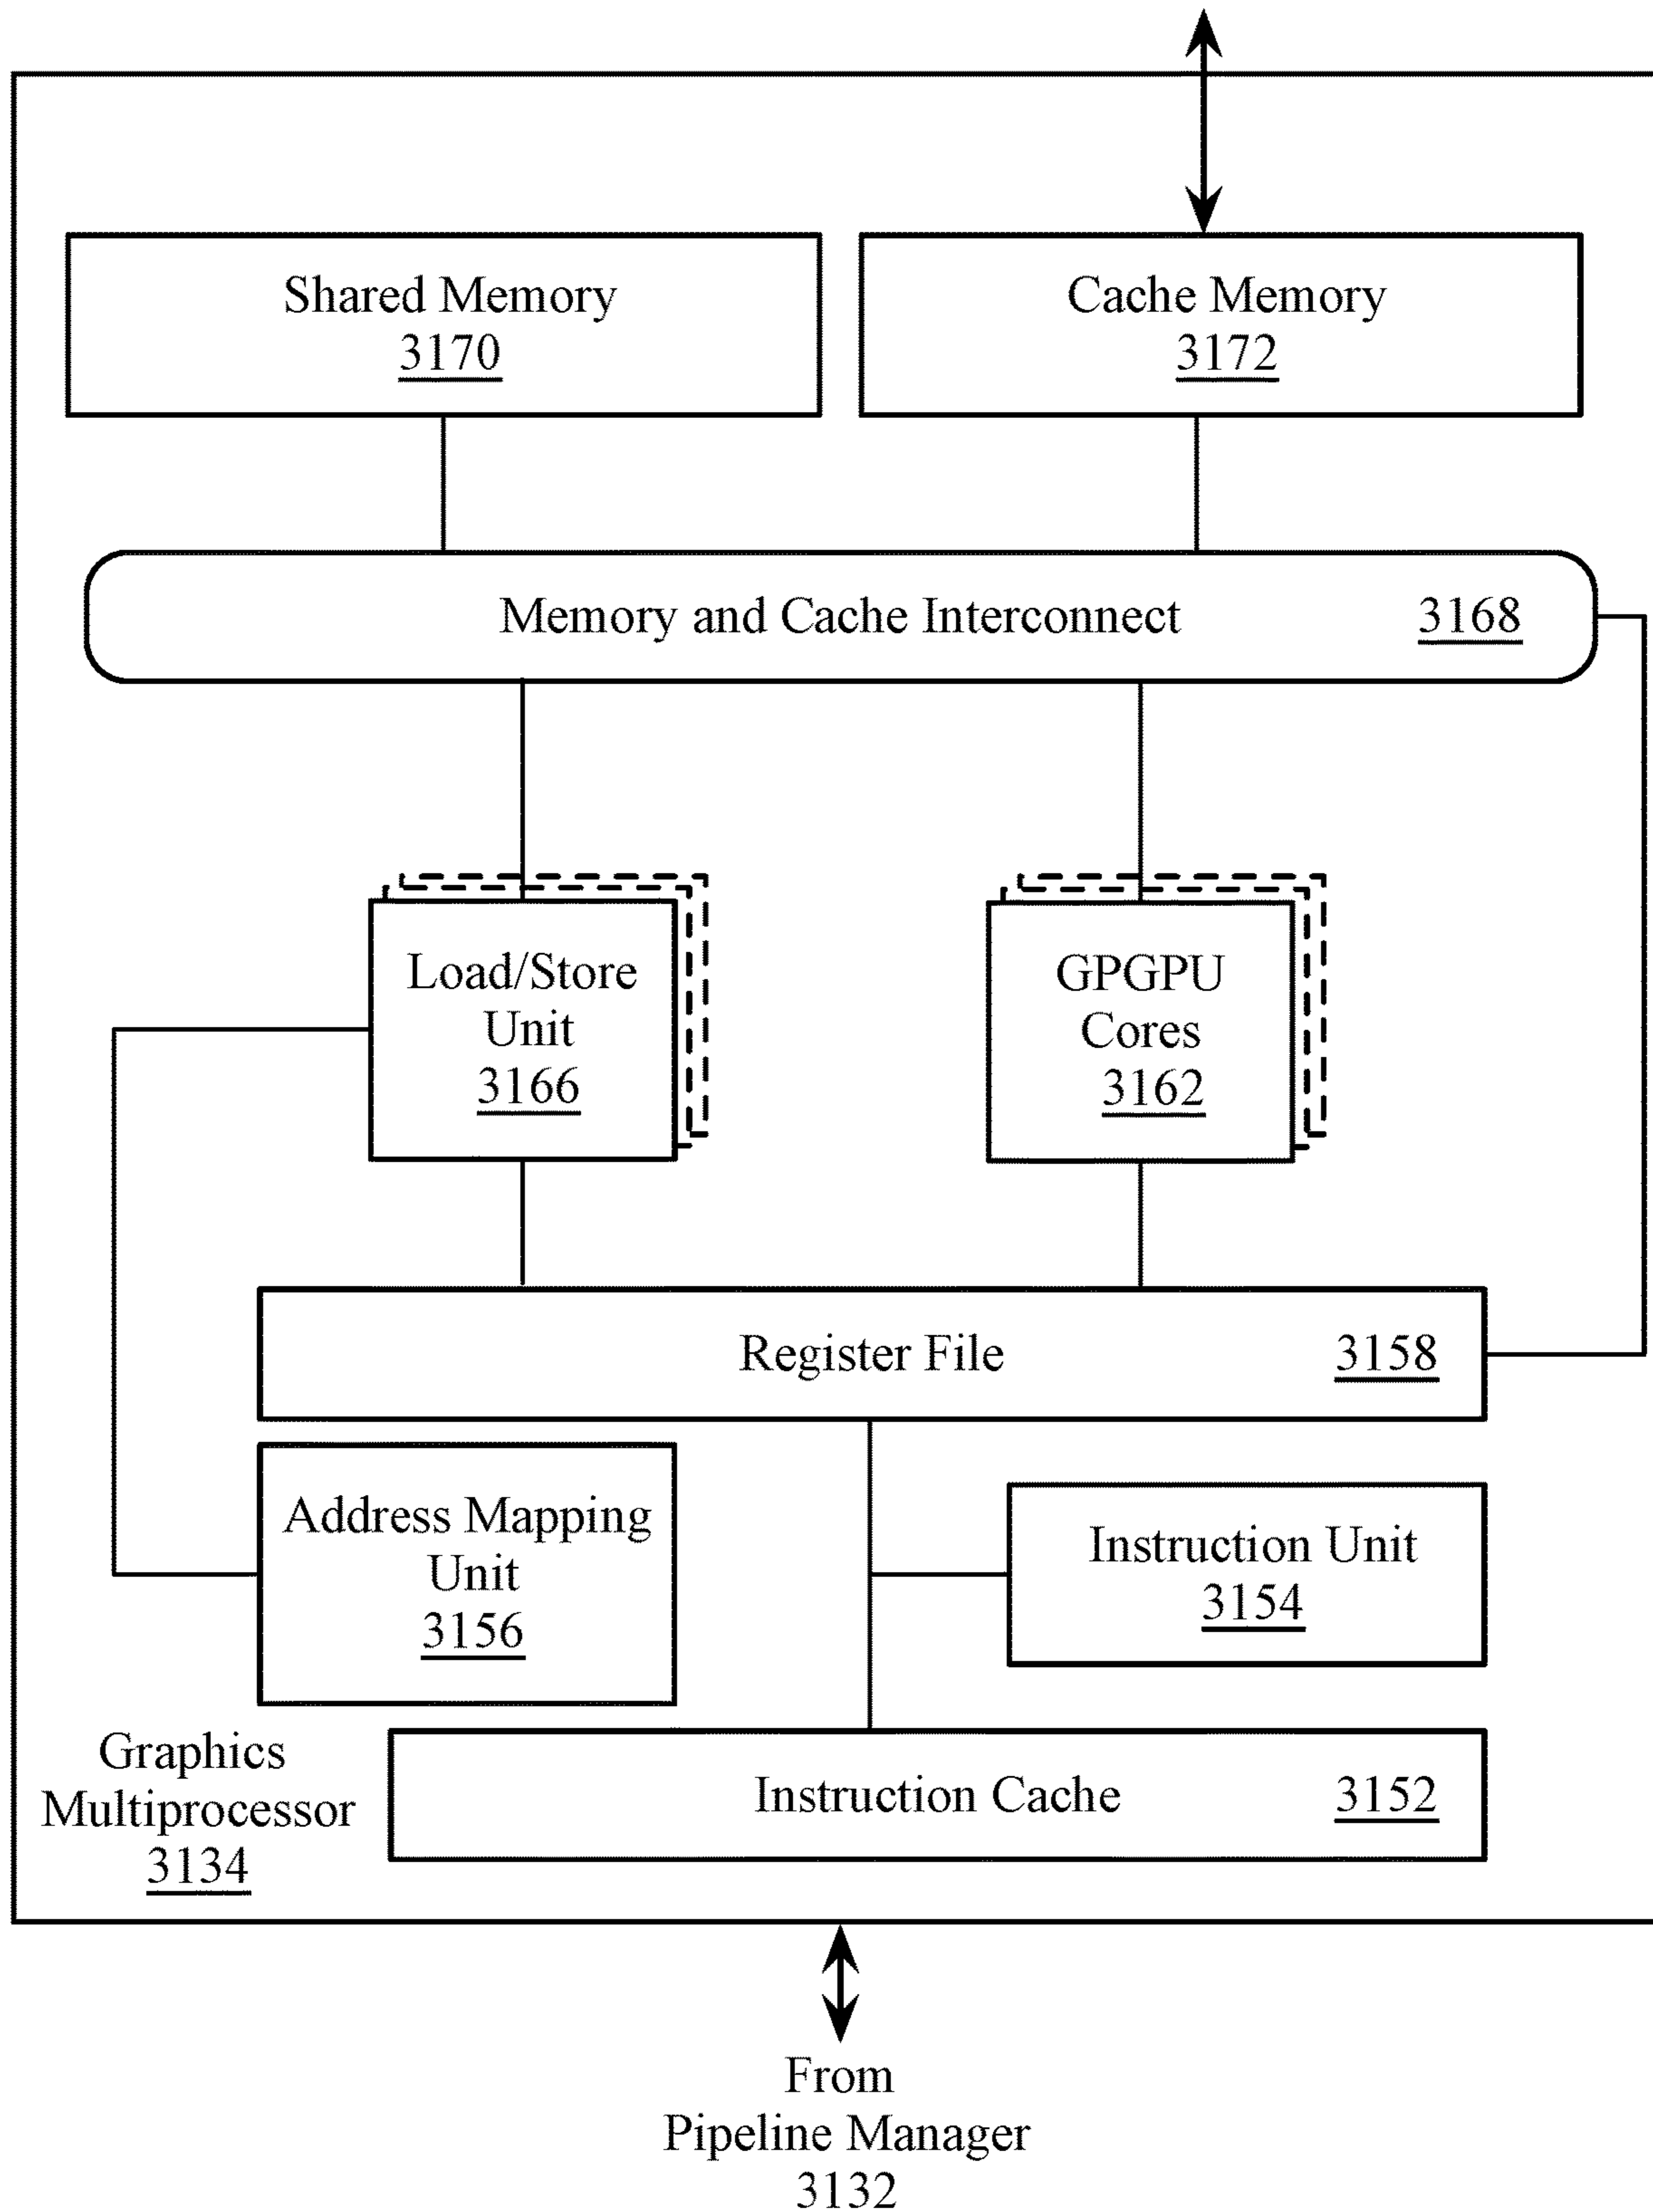 Shared Memory
3170
Cache Memory
3172
Memory and Cache Interconnect 3168
Load/Store
Unit
3166
GPGPU
Cores
3162
Register File 3158
Address Mapping
Unit
3156
Instruction Unit
3154
Graphics
Multiprocessor
3134
Instruction Cache 3152
From
Pipeline Manager
3132